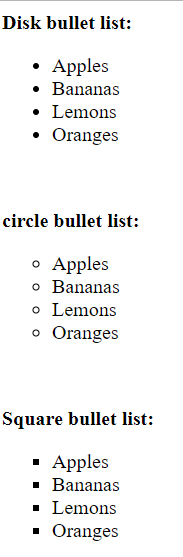 Disk bullet list:
• Apples
• Bananas
• Lemons
• Oranges
circle bullet list:
◦ Apples
◦ Bananas
◦ Lemons
◦ Oranges
Square bullet list:
▪ Apples
▪ Bananas
▪ Lemons
▪ Oranges